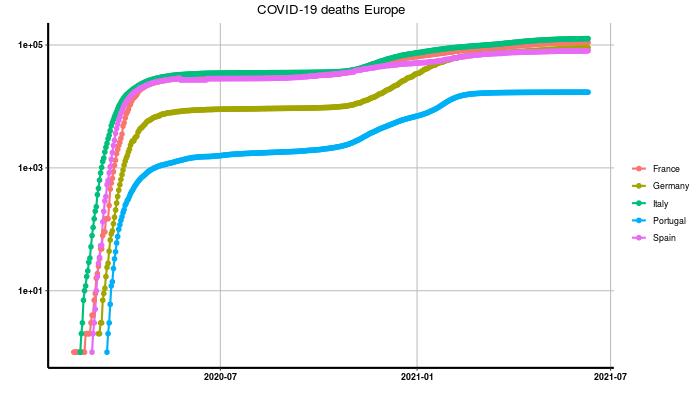 COVID-19 deaths Europe
1e+05
1e+03
1e+01
2020-07
2021-01
2021-07
France
Germany
Italy
Portugal
Spain